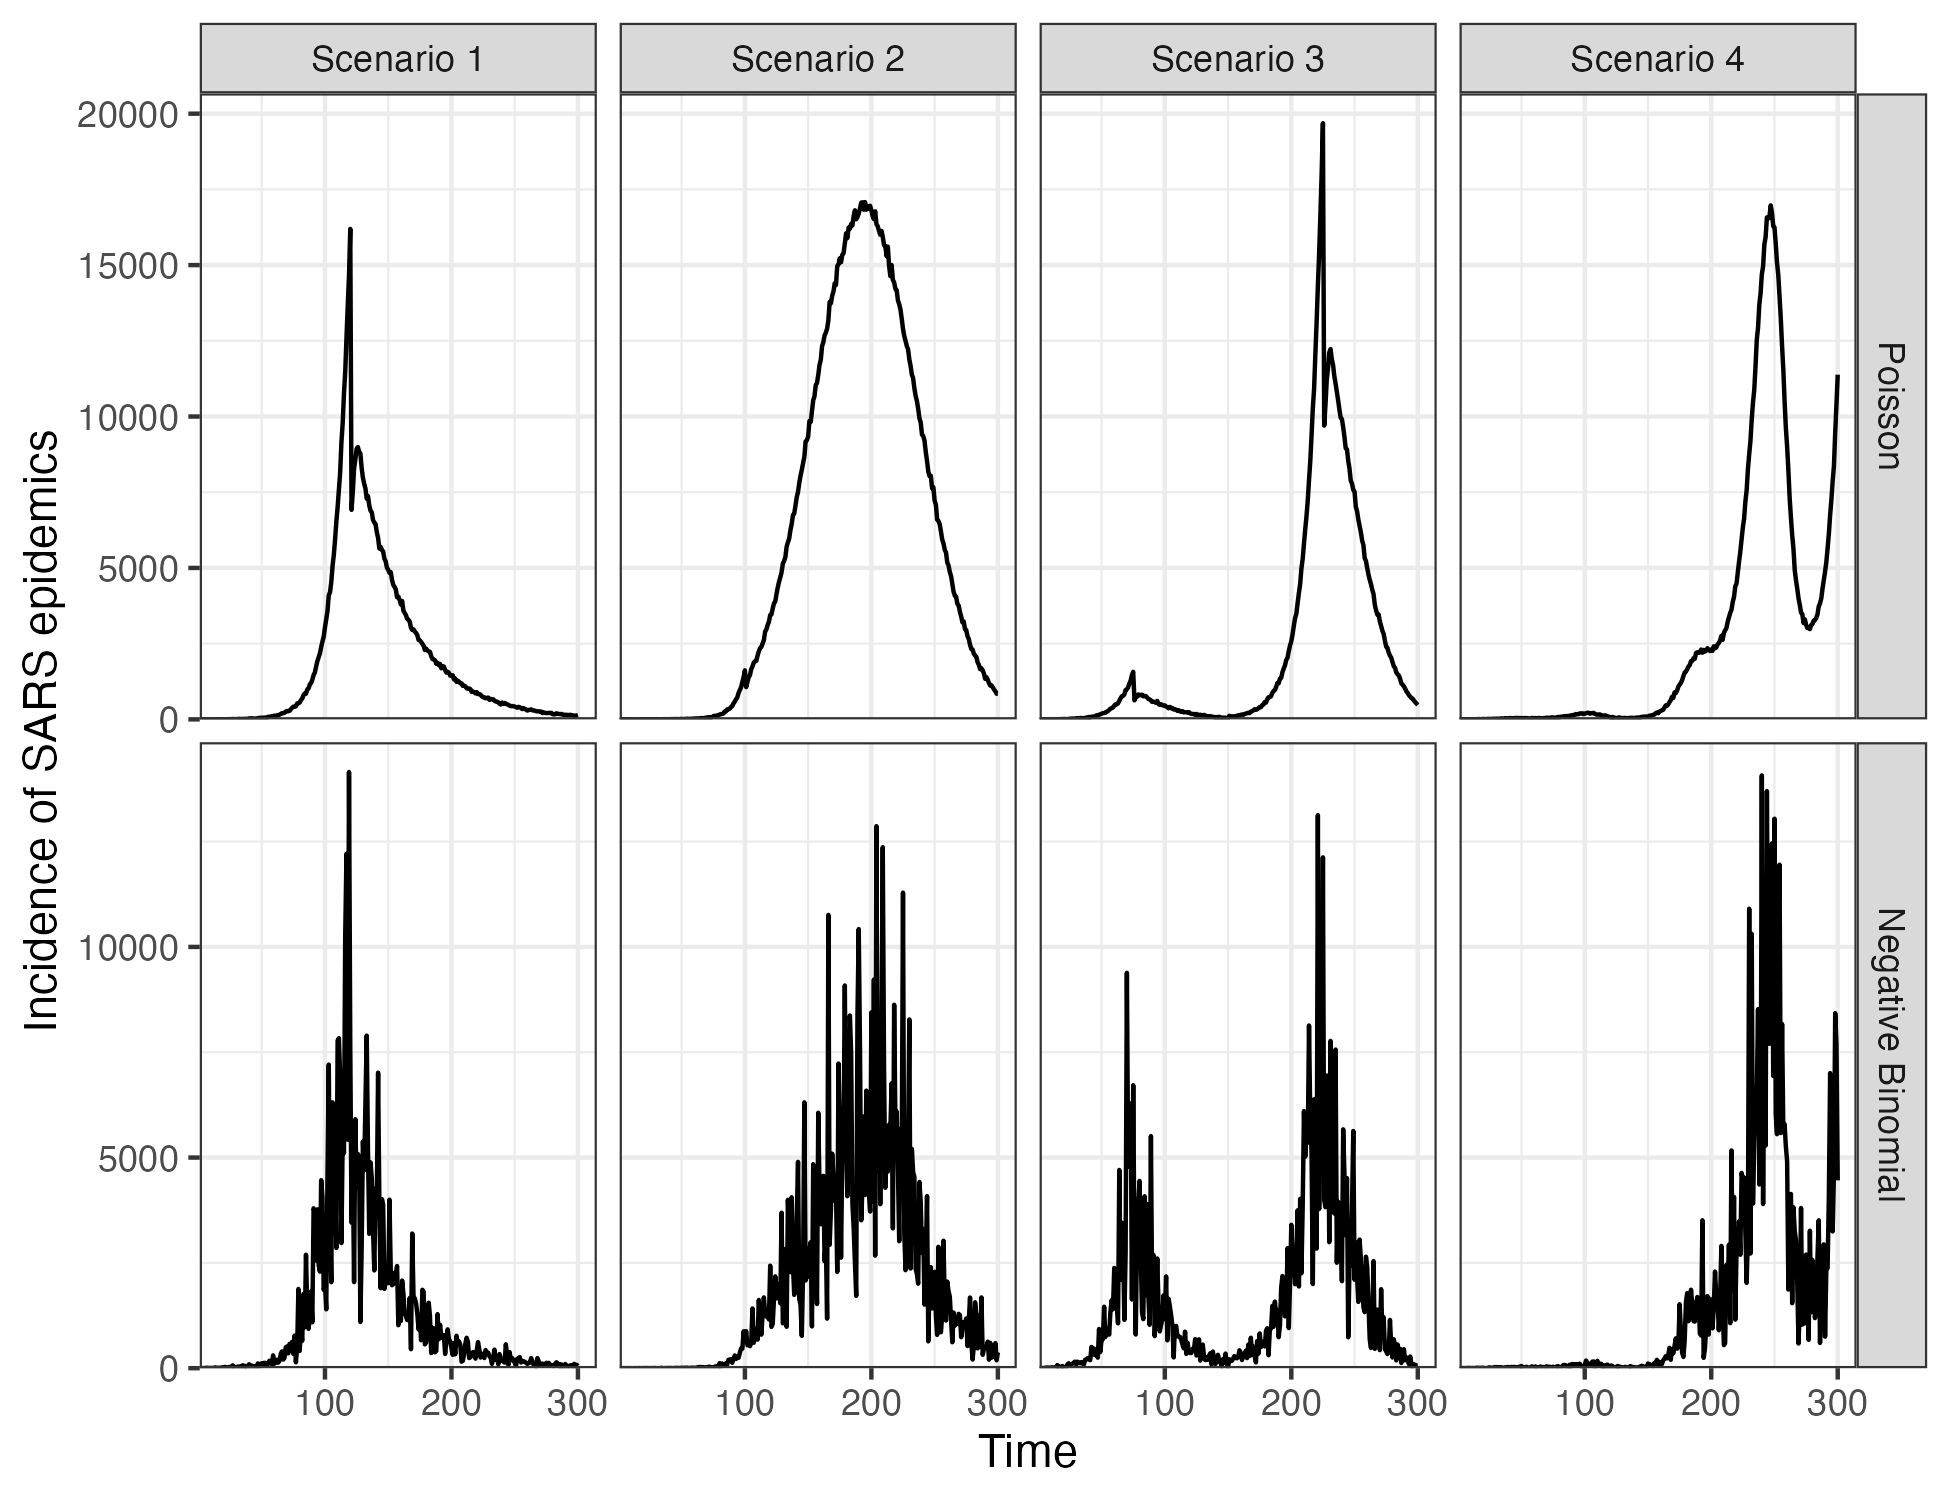 Scenario 1
Scenario 2
Scenario 3
Scenario 4
20000
15000
10000
5000
0
Poisson
10000
5000
0
Negative Binomial
100 200 300
100 200 300
100 200 300
100 200 300
Time
Incidence of SARS epidemics